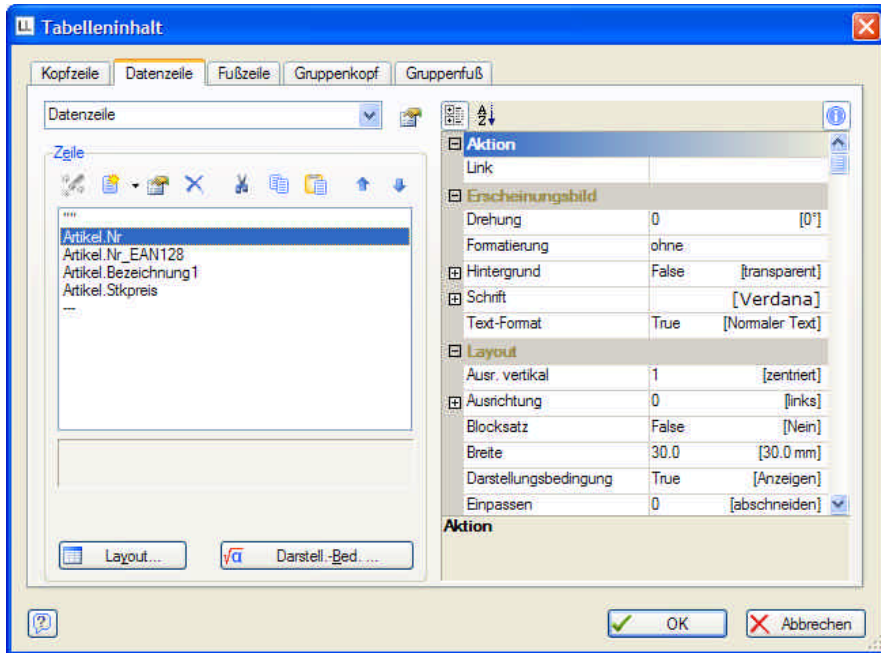 LL Tabelleninhalt
Kopfzeile Datenzeile Fußzeile Gruppenkopf Gruppenfuß
Datenzeile
Zeile
""
Artikel.Nr
Artikel.Nr_EAN128
Artikel.Bezeichnung1
Artikel.Stkpreis
---
Layout...
√α Darstell.-Bed. ...
A
Z
Aktion
Link
Erscheinungsbild
Drehung 0 [0°]
Formatierung ohne
Hintergrund False [transparent]
Schrift [Verdana]
Text-Format True [Normaler Text]
Layout
Ausr. vertikal 1 [zentriert]
Ausrichtung 0 [links]
Blocksatz False [Nein]
Breite 30.0 [30.0 mm]
Darstellungsbedingung True [Anzeigen]
Einpassen 0 [abschneiden]
Aktion
? OK Abbrechen